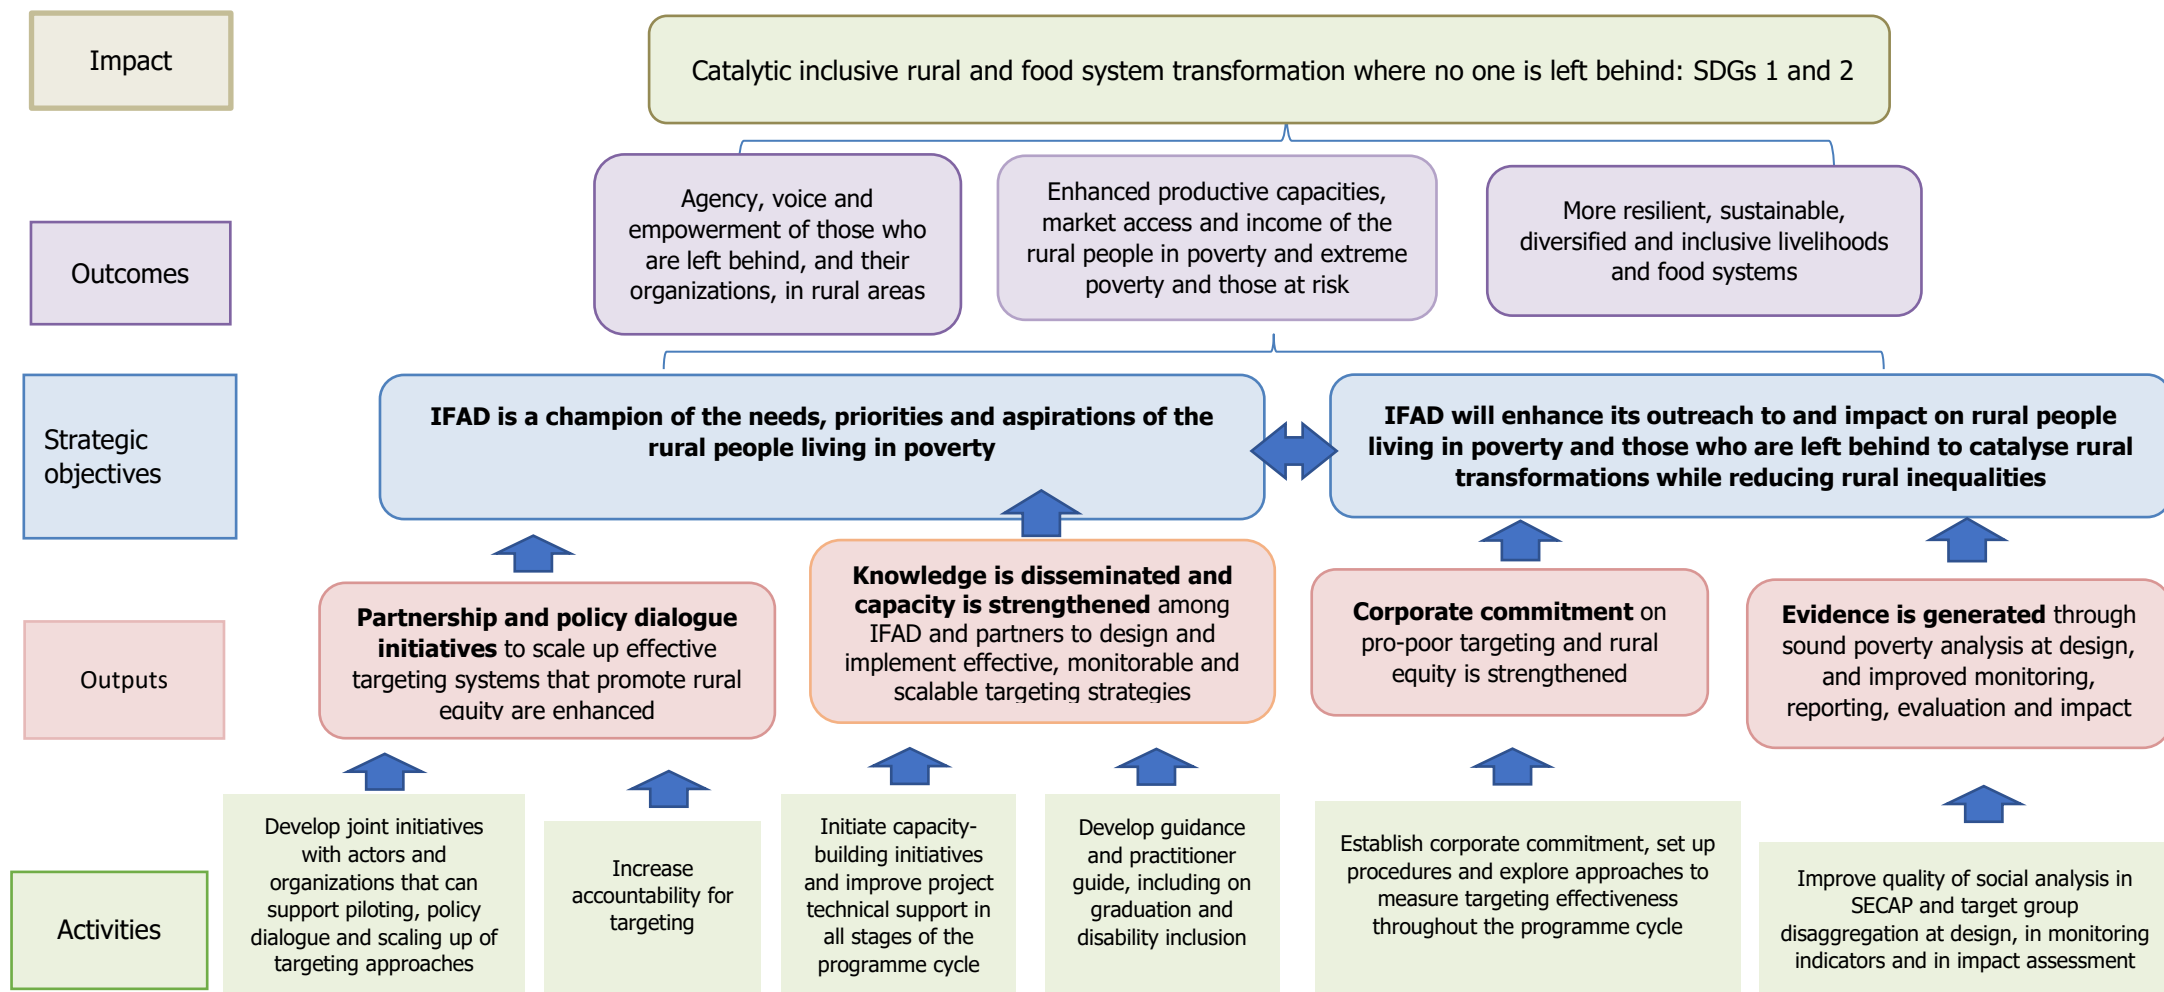 Impact
Catalytic inclusive rural and food system transformation where no one is left behind: SDGs 1 and 2
Outcomes
Agency, voice and
empowerment of those who
are left behind, and their
organizations, in rural areas
Enhanced productive capacities,
market access and income of the
rural people in poverty and extreme
poverty and those at risk
More resilient, sustainable,
diversified and inclusive livelihoods
and food systems
Strategic
objectives
IFAD is a champion of the needs, priorities and aspirations of the
rural people living in poverty
IFAD will enhance its outreach to and impact on rural people
living in poverty and those who are left behind to catalyse rural
transformations while reducing rural inequalities
Outputs
Partnership and policy dialogue
initiatives to scale up effective
targeting systems that promote rural
equity are enhanced
Knowledge is disseminated and
capacity is strengthened among
IFAD and partners to design and
implement effective, monitorable and
scalable targeting strategies
Corporate commitment on
pro-poor targeting and rural
equity is strengthened
Evidence is generated through
sound poverty analysis at design,
and improved monitoring,
reporting, evaluation and impact
Activities
Develop joint initiatives
with actors and
organizations that can
support piloting, policy
dialogue and scaling up of
targeting approaches
Increase
accountability for
targeting
Initiate capacity-
building initiatives
and improve project
technical support in
all stages of the
programme cycle
Develop guidance
and practitioner
guide, including on
graduation and
disability inclusion
Establish corporate commitment, set up
procedures and explore approaches to
measure targeting effectiveness
throughout the programme cycle
Improve quality of social analysis in
SECAP and target group
disaggregation at design, in monitoring
indicators and in impact assessment